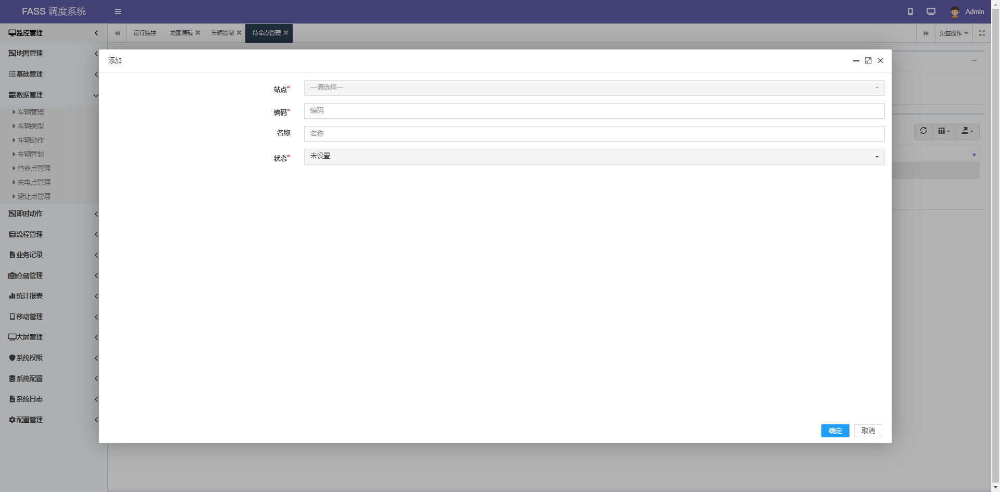 FASS 调度系统
Admin
监控管理
运行监控
地图编辑
车辆管制
待命点管理
页签操作
地图管理
基础管理
数据管理
车辆管理
车辆类型
车辆动作
车辆管制
待命点管理
充电点管理
避让点管理
即时动作
流程管理
业务记录
仓储管理
统计报表
移动管理
大屏管理
系统权限
系统配置
系统日志
配置管理
添加
站点*
---请选择---
编码*
编码
名称
名称
状态*
未设置
确定
取消